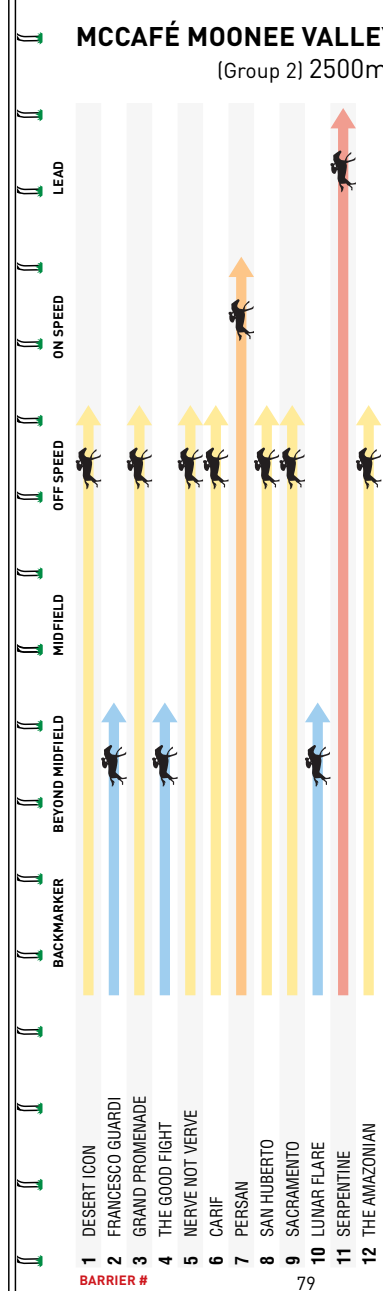 MCCAFÉ MOONEE VALLEY
(Group 2) 2500m
LEAD
ON SPEED
OFF SPEED
MIDFIELD
BEYOND MIDFIELD
BACKMARKER
1 DESERT ICON
2 FRANCESCO GUARDI
3 GRAND PROMENADE
4 THE GOOD FIGHT
5 NERVE NOT VERVE
6 CARIF
7 PERSAN
8 SAN HUBERTO
9 SACRAMENTO
10 LUNAR FLARE
11 SERPENTINE
12 THE AMAZONIAN
BARRIER #
79